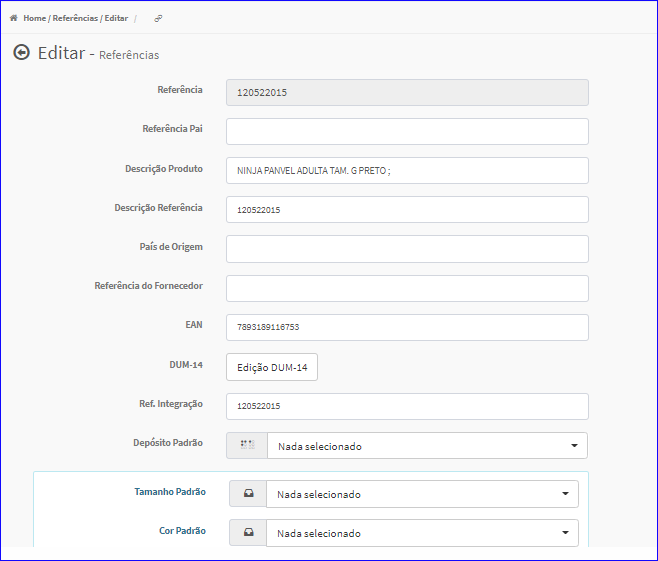 Home / Referências / Editar /
Editar - Referências
Referência 120522015
Referência Pai
Descrição Produto NINJA PANVEL ADULTA TAM. G PRETO ;
Descrição Referência 120522015
País de Origem
Referência do Fornecedor
EAN 7893189116753
DUM-14 Edição DUM-14
Ref. Integração 120522015
Depósito Padrão Nada selecionado
Tamanho Padrão Nada selecionado
Cor Padrão Nada selecionado